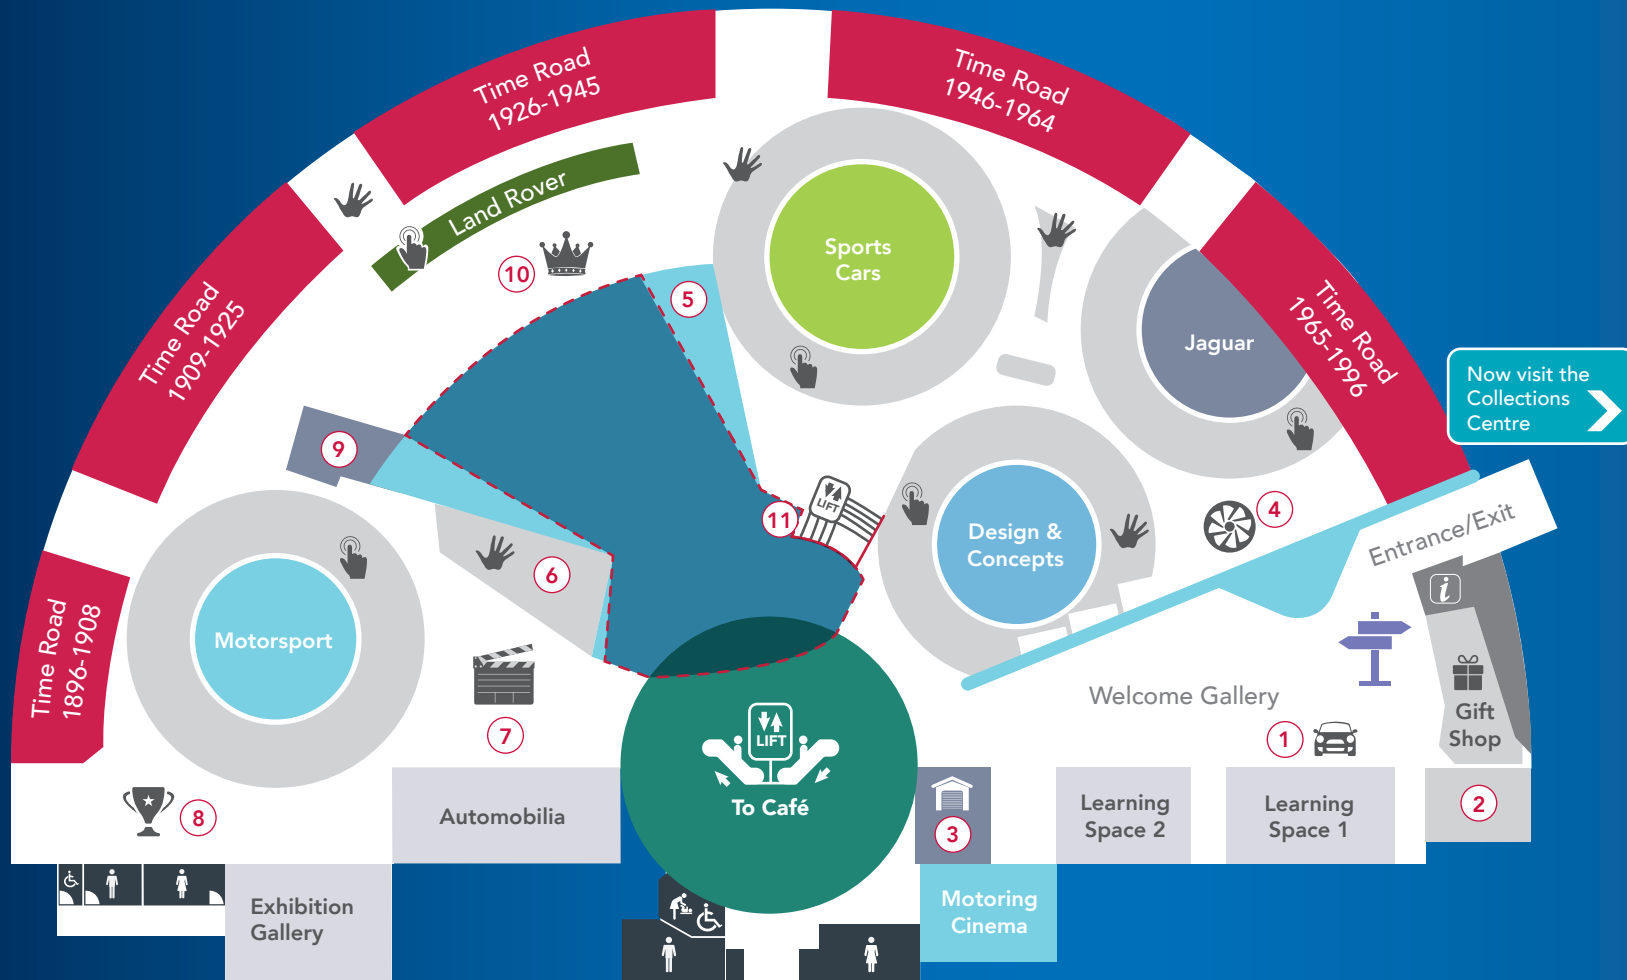 Time Road
1926-1945
Time Road
1946-1964
Land Rover
Time Road
1909-1925
10
5
Sports
Cars
Jaguar
Time Road
1965-1996
Now visit the
Collections
Centre
9
LIFT
11
4
Design &
Concepts
Entrance/Exit
i
6
Time Road
1896-1908
Motorsport
7
Welcome Gallery
1
Gift
Shop
LIFT
To Café
8
Automobilia
3
Learning
Space 2
Learning
Space 1
2
Exhibition
Gallery
Motoring
Cinema